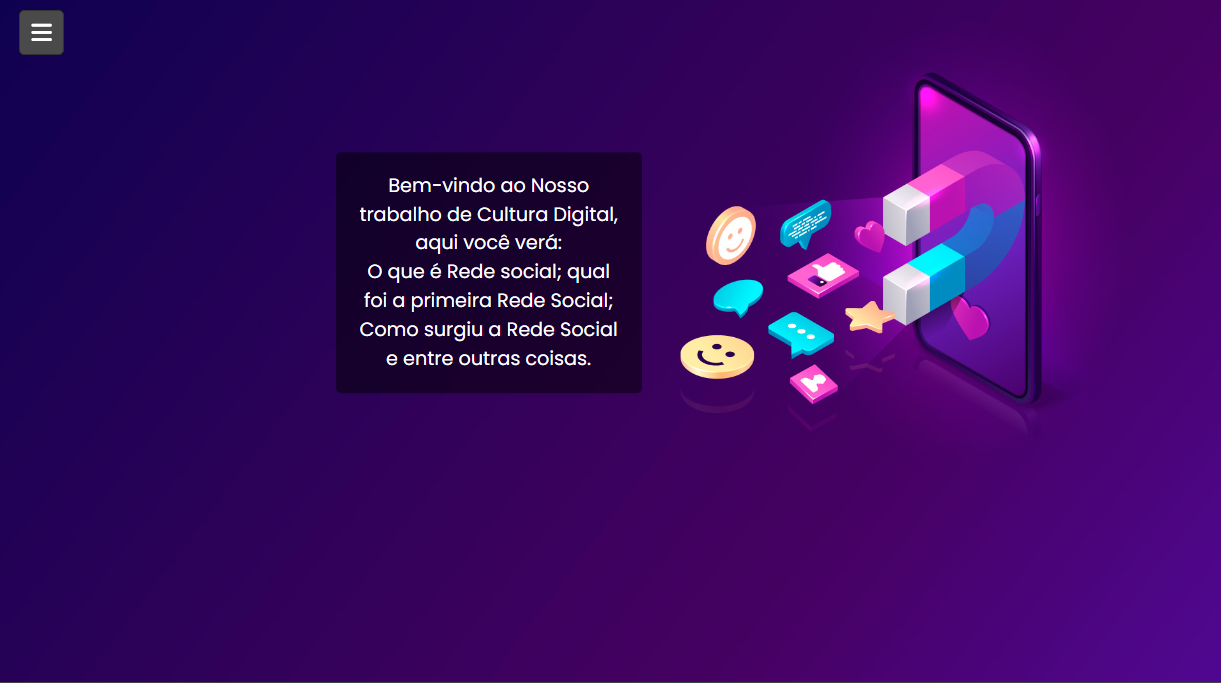 Bem-vindo ao Nosso
trabalho de Cultura Digital,
aqui você verá:
O que é Rede social; qual
foi a primeira Rede Social;
Como surgiu a Rede Social
e entre outras coisas.